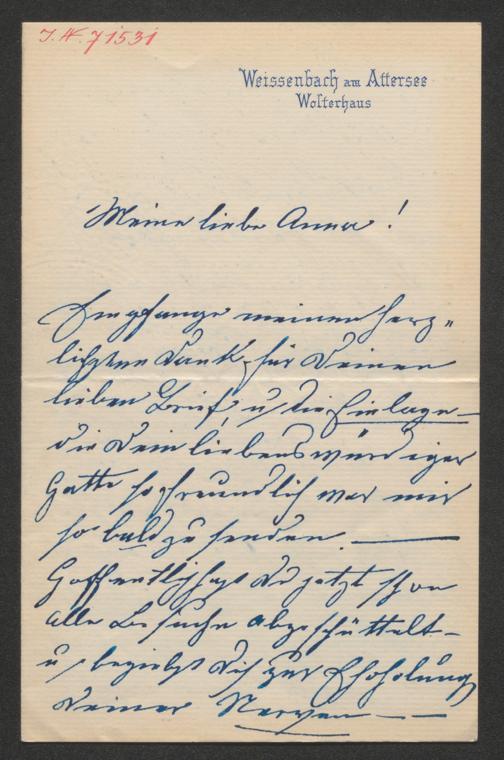 I.N. 71531
Weissenbach am Attersee
Wolterhaus
Meine liebe Anna!
Empfange meinen herz=
lichsten Dank für Deinen
lieben Brief u die Einlage –
die Dein liebenswürdiger
Gatte so freundlich war mir
so bald zu senden. —
Hoffentlich hast Du jetzt schon
alle Besuche abgeschüttelt –
u begiebst Dich zur Erholung
Deiner Nerven – –